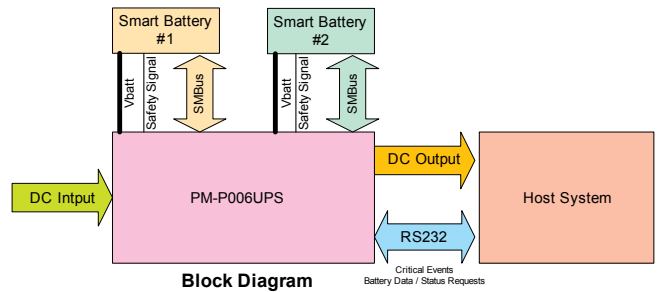 Smart Battery
#1
Smart Battery
#2
Vbatt
Safety Signal
SMBus
Vbatt
Safety Signal
SMBus
DC Intput
PM-P006UPS
DC Output
Host System
RS232
Critical Events
Battery Data / Status Requests
Block Diagram